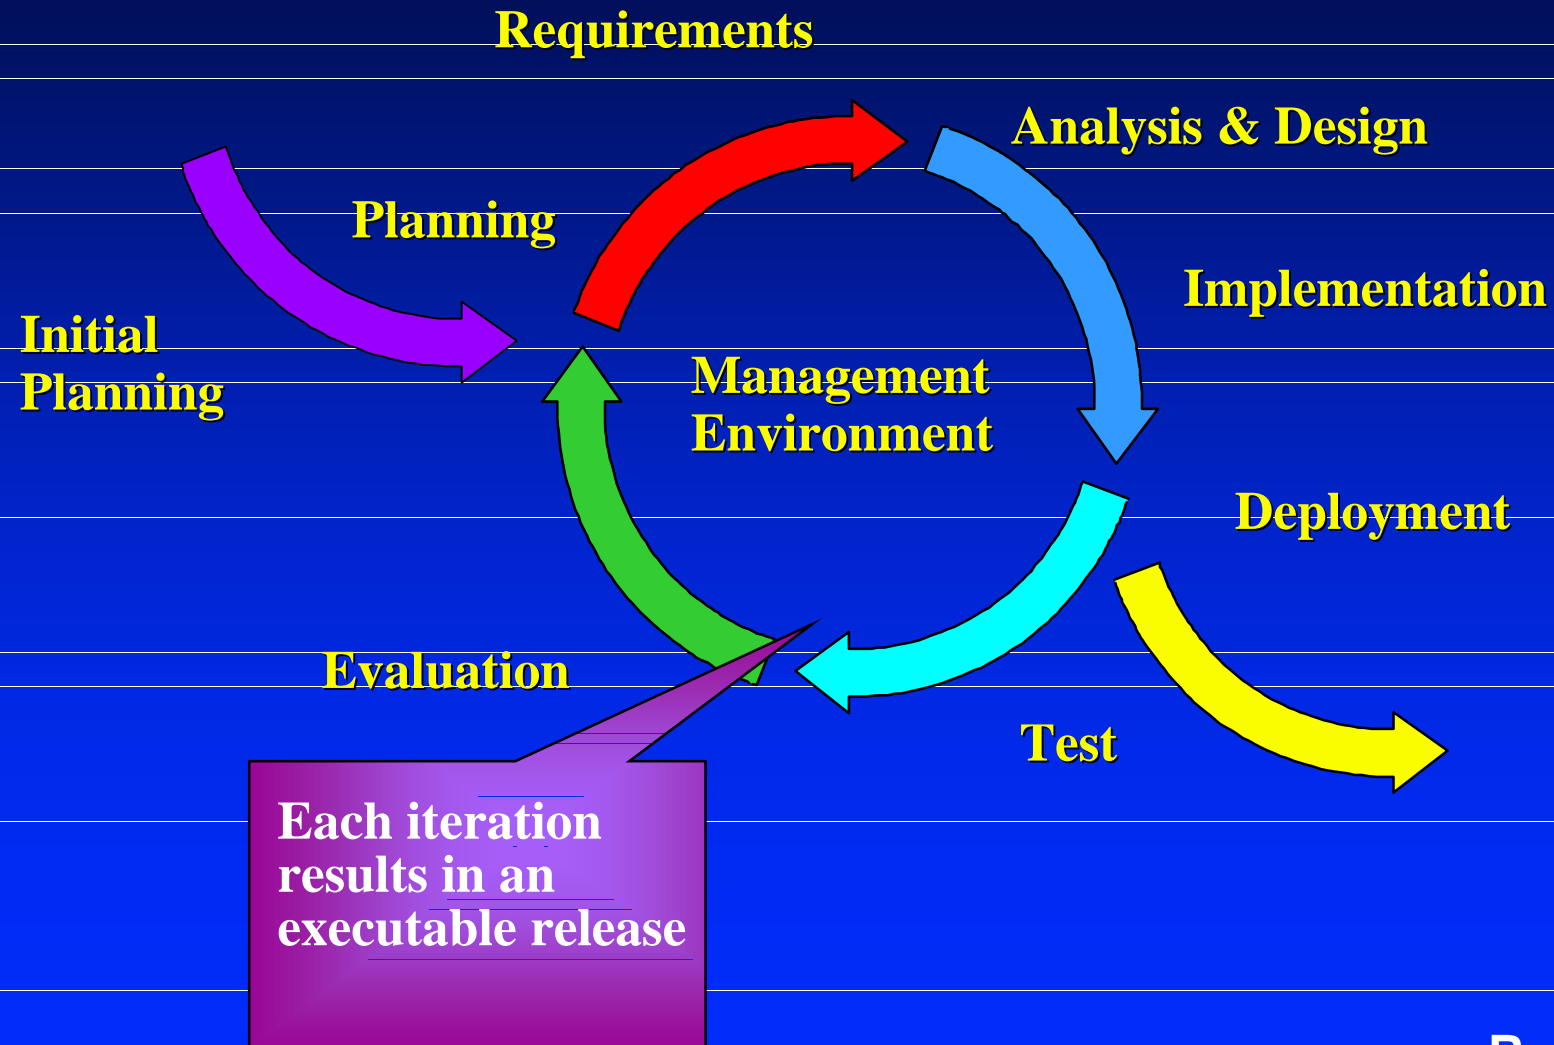 Requirements
Analysis & Design
Planning
Implementation
Initial
Planning
Management
Environment
Deployment
Evaluation
Test
Each iteration
results in an
executable release